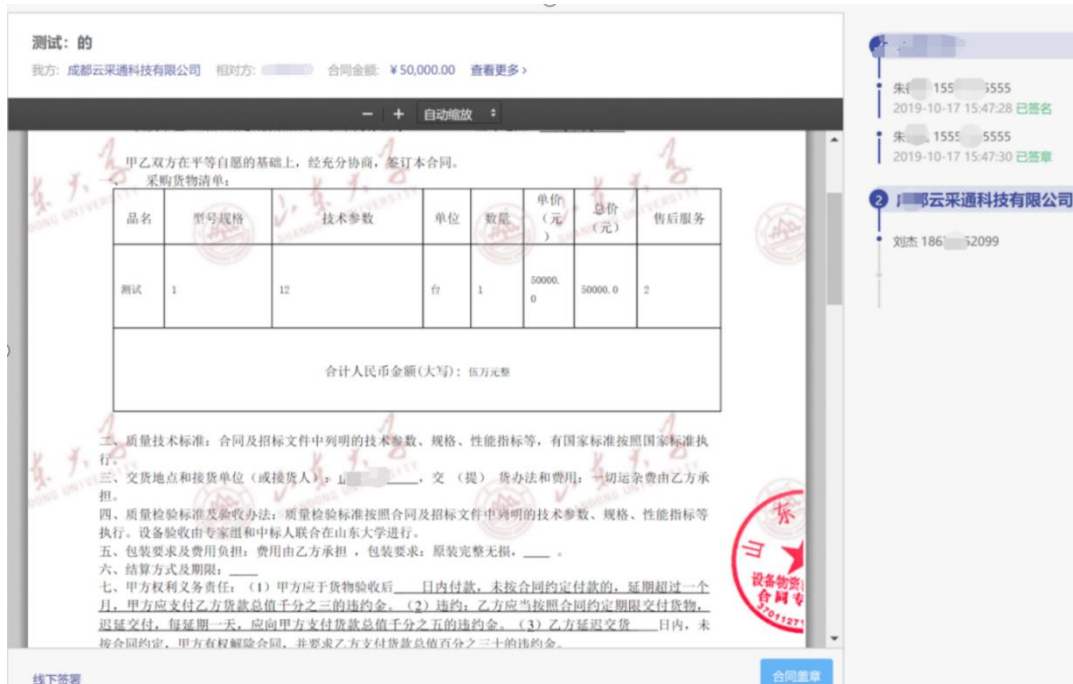 测试：的
我方：成都云采通科技有限公司 相对方： 合同金额：￥50,000.00 查看更多>
— + 自动缩放
甲乙双方在平等自愿的基础上，经充分协商，签订本合同。
、 采购货物清单：
品名 型号规格 技术参数 单位 数量 单价（元） 总价（元） 售后服务
测试 1 12 台 1 50000.0 50000.0 2
合计人民币金额(大写)：伍万元整
二、质量技术标准：合同及招标文件中列明的技术参数、规格、性能指标等，有国家标准按照国家标准执
行。
三、交货地点和接货单位（或接货人）： ，交 （提） 货办法和费用：一切运杂费由乙方承
担。
四、质量检验标准及验收办法：质量检验标准按照合同及招标文件中列明的技术参数、规格、性能指标等
执行。设备验收由专家组和中标人联合在山东大学进行。
五、包装要求及费用负担：费用由乙方承担 ，包装要求：原装完整无损，____ 。
六、结算方式及期限：____
七、甲方权利义务责任：（1）甲方应于货物验收后____日内付款，未按合同约定付款的，延期超过一个
月，甲方应支付乙方货款总值千分之三的违约金。（2）违约：乙方应当按照合同约定期限交付货物，
迟延交付，每延期一天，应向甲方支付货款总值千分之五的违约金。（3）乙方延迟交货____日内，未
按合同约定，甲方有权解除合同，并要求乙方支付货款总值百分之三十的违约金。
山东
设备物资
合同专
3701127
线下签署
合同盖章
朱 155 5555
2019-10-17 15:47:28 已签名
朱 155 5555
2019-10-17 15:47:30 已签章
2 都云采通科技有限公司
刘杰 186 2099